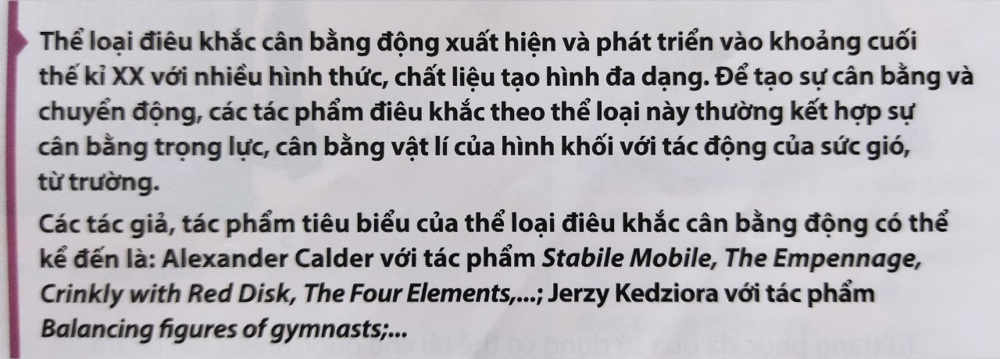 Thể loại điêu khắc cân bằng động xuất hiện và phát triển vào khoảng cuối
thế kỉ XX với nhiều hình thức, chất liệu tạo hình đa dạng. Để tạo sự cân bằng và
chuyển động, các tác phẩm điêu khắc theo thể loại này thường kết hợp sự
cân bằng trọng lực, cân bằng vật lí của hình khối với tác động của sức gió,
từ trường.
Các tác giả, tác phẩm tiêu biểu của thể loại điêu khắc cân bằng động có thể
kể đến là: Alexander Calder với tác phẩm Stabile Mobile, The Empennage,
Crinkly with Red Disk, The Four Elements,...; Jerzy Kedziora với tác phẩm
Balancing figures of gymnasts;...